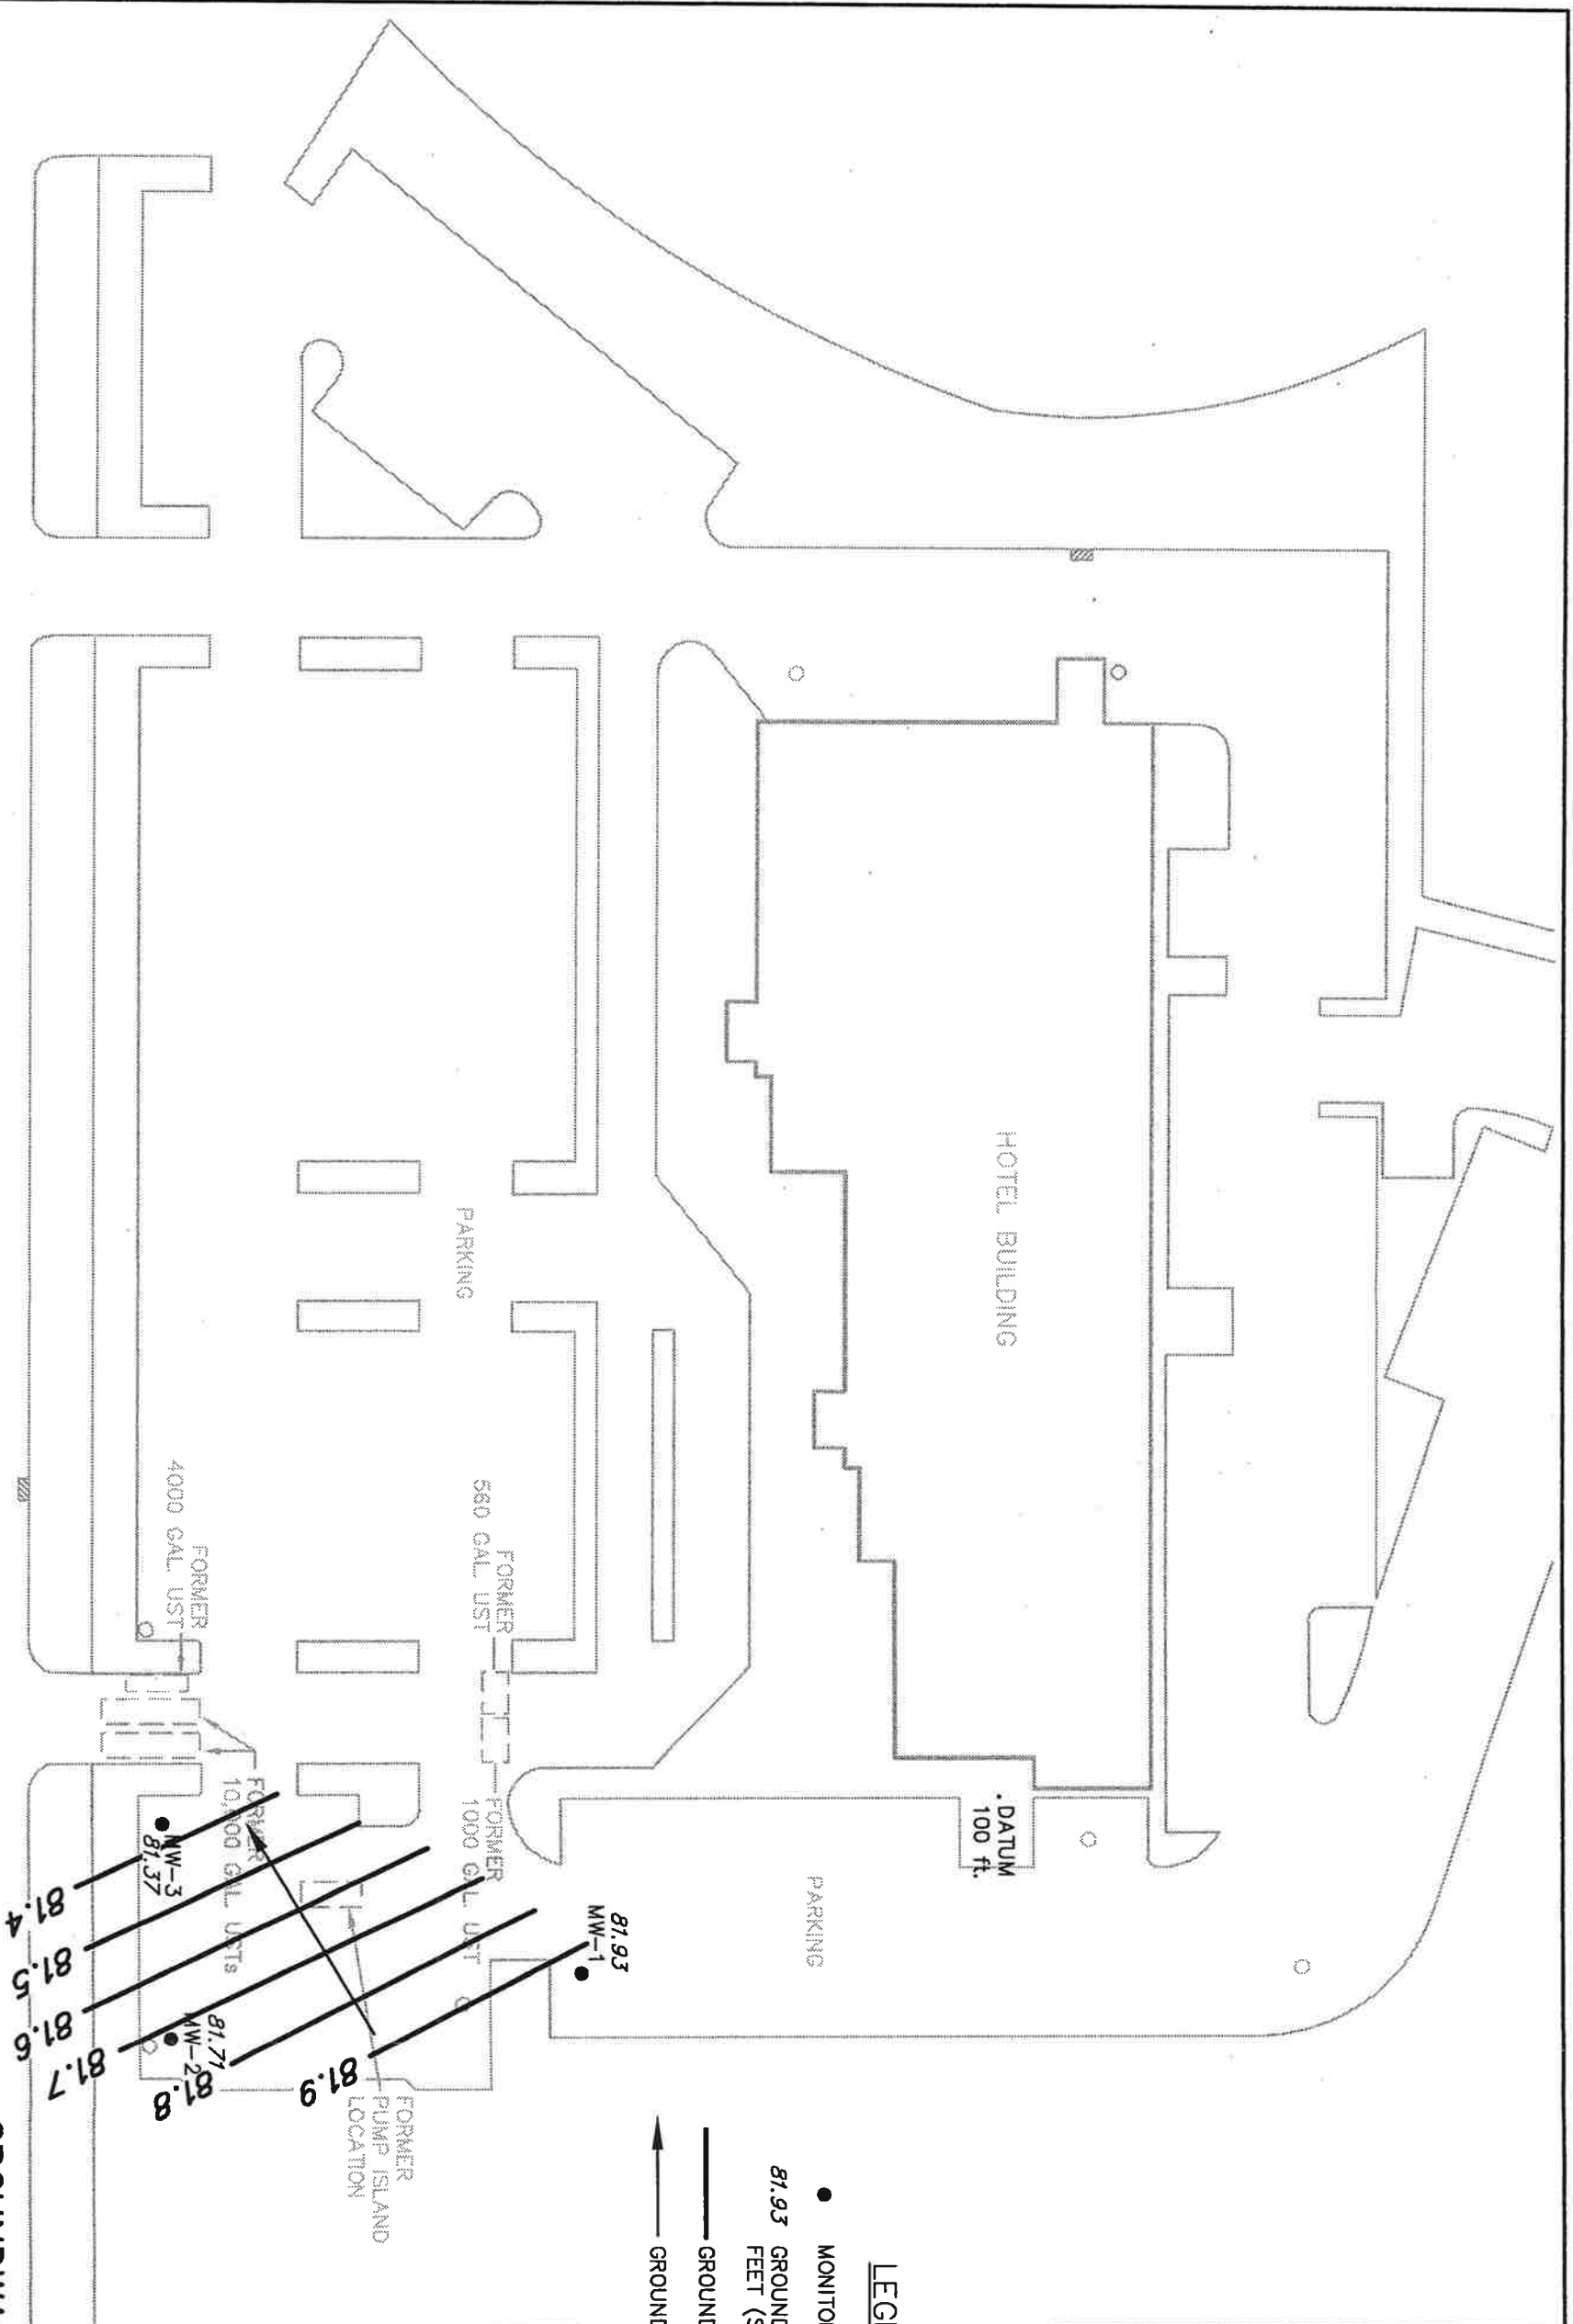 HOTEL BUILDING
.DATUM
100 ft.
PARKING
PARKING
81.93
MW-1
FORMER
560 GAL. UST
FORMER
1000 GAL. UST
FORMER
4000 GAL. UST
FORMER
10,000 GAL. USTs
MW-3
81.37
81.71
MW-2
FORMER
PUMP ISLAND
LOCATION
81.4
81.5
81.6
81.7
81.8
81.9
LEG
MONITO
81.93 GROUND
FEET (S
GROUND
GROUND
GROUNDWA